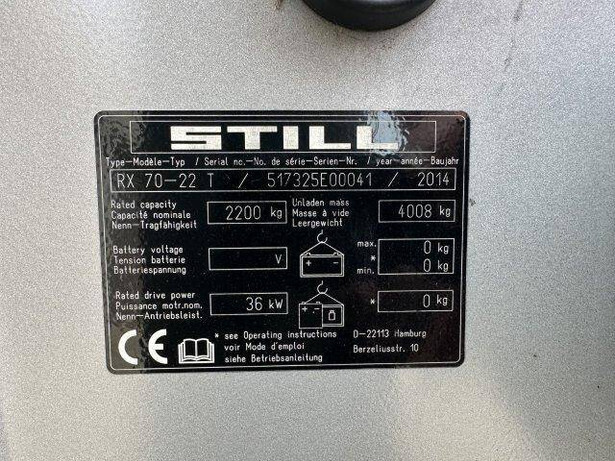 STILL
Type-Modèle-Typ / Serial no.-No. de série-Serien-Nr. / year-année-Baujahr
RX 70-22 T / 517325E00041 / 2014
Rated capacity
Capacité nominale
Nenn-Tragfähigkeit
2200 kg
Unladen mass
Masse à vide
Leergewicht
4008 kg
Battery voltage
Tension batterie
Batteriespannung
V
+ -
max. 0 kg
*
min. 0 kg
Rated drive power
Puissance motr.nom.
Nenn-Antriebsleist.
36 kW
+ -
* 0 kg
CE
* see Operating instructions
voir Mode d'emploi
siehe Betriebsanleitung
D-22113 Hamburg
Berzeliusstr. 10